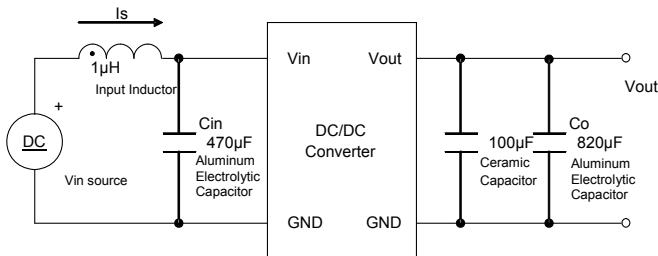 Is
1µH
Input Inductor
+
DC
Vin source
Cin
470µF
Aluminum
Electrolytic
Capacitor
Vin
Vout
DC/DC
Converter
GND
GND
100µF
Ceramic
Capacitor
Co
820µF
Aluminum
Electrolytic
Capacitor
Vout